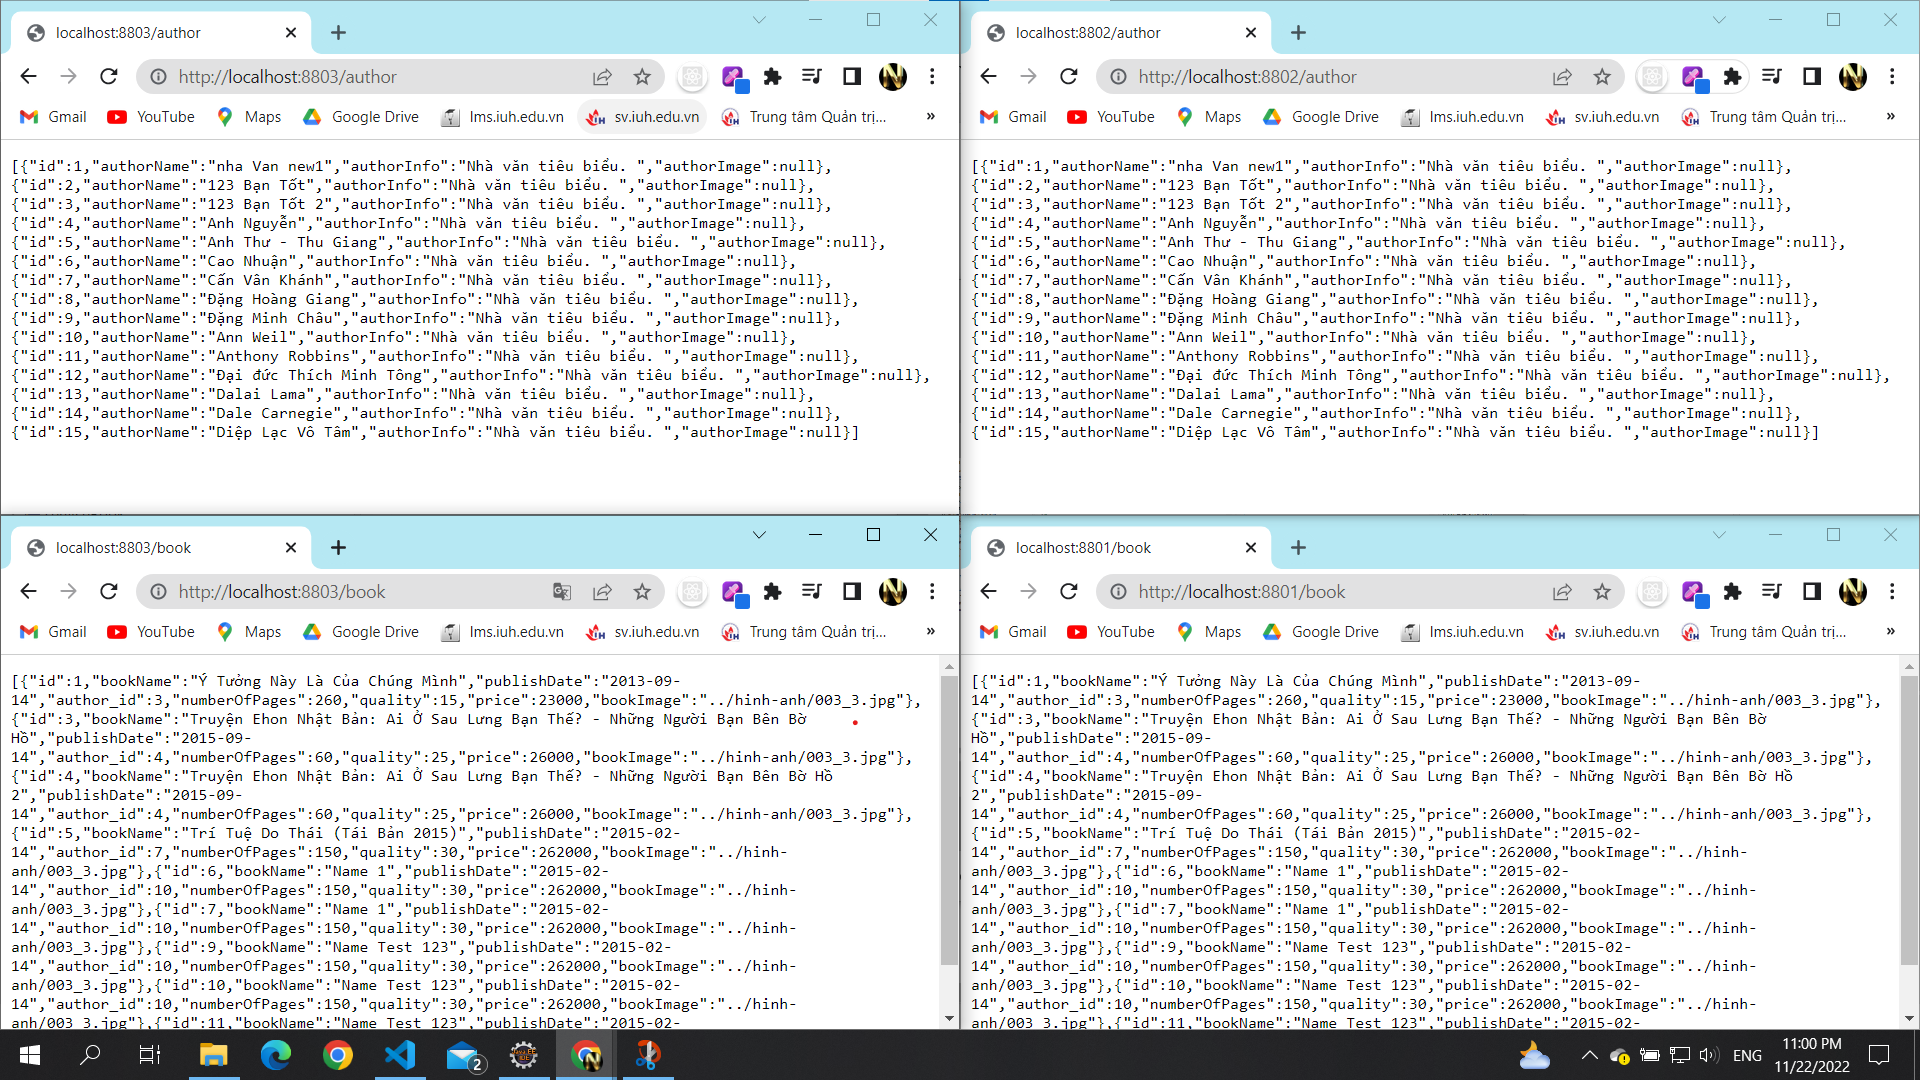 localhost:8803/author
http://localhost:8803/author
Gmail YouTube Maps Google Drive lms.iuh.edu.vn sv.iuh.edu.vn Trung tâm Quản trị... »
[{"id":1,"authorName":"nha Van new1","authorInfo":"Nhà văn tiêu biểu. ","authorImage":null},
{"id":2,"authorName":"123 Bạn Tốt","authorInfo":"Nhà văn tiêu biểu. ","authorImage":null},
{"id":3,"authorName":"123 Bạn Tốt 2","authorInfo":"Nhà văn tiêu biểu. ","authorImage":null},
{"id":4,"authorName":"Anh Nguyễn","authorInfo":"Nhà văn tiêu biểu. ","authorImage":null},
{"id":5,"authorName":"Anh Thư - Thu Giang","authorInfo":"Nhà văn tiêu biểu. ","authorImage":null},
{"id":6,"authorName":"Cao Nhuận","authorInfo":"Nhà văn tiêu biểu. ","authorImage":null},
{"id":7,"authorName":"Cấn Vân Khánh","authorInfo":"Nhà văn tiêu biểu. ","authorImage":null},
{"id":8,"authorName":"Đặng Hoàng Giang","authorInfo":"Nhà văn tiêu biểu. ","authorImage":null},
{"id":9,"authorName":"Đặng Minh Châu","authorInfo":"Nhà văn tiêu biểu. ","authorImage":null},
{"id":10,"authorName":"Ann Weil","authorInfo":"Nhà văn tiêu biểu. ","authorImage":null},
{"id":11,"authorName":"Anthony Robbins","authorInfo":"Nhà văn tiêu biểu. ","authorImage":null},
{"id":12,"authorName":"Đại đức Thích Minh Tông","authorInfo":"Nhà văn tiêu biểu. ","authorImage":null},
{"id":13,"authorName":"Dalai Lama","authorInfo":"Nhà văn tiêu biểu. ","authorImage":null},
{"id":14,"authorName":"Dale Carnegie","authorInfo":"Nhà văn tiêu biểu. ","authorImage":null},
{"id":15,"authorName":"Diệp Lạc Vô Tâm","authorInfo":"Nhà văn tiêu biểu. ","authorImage":null}]
localhost:8802/author
http://localhost:8802/author
Gmail YouTube Maps Google Drive lms.iuh.edu.vn sv.iuh.edu.vn Trung tâm Quản trị... »
[{"id":1,"authorName":"nha Van new1","authorInfo":"Nhà văn tiêu biểu. ","authorImage":null},
{"id":2,"authorName":"123 Bạn Tốt","authorInfo":"Nhà văn tiêu biểu. ","authorImage":null},
{"id":3,"authorName":"123 Bạn Tốt 2","authorInfo":"Nhà văn tiêu biểu. ","authorImage":null},
{"id":4,"authorName":"Anh Nguyễn","authorInfo":"Nhà văn tiêu biểu. ","authorImage":null},
{"id":5,"authorName":"Anh Thư - Thu Giang","authorInfo":"Nhà văn tiêu biểu. ","authorImage":null},
{"id":6,"authorName":"Cao Nhuận","authorInfo":"Nhà văn tiêu biểu. ","authorImage":null},
{"id":7,"authorName":"Cấn Vân Khánh","authorInfo":"Nhà văn tiêu biểu. ","authorImage":null},
{"id":8,"authorName":"Đặng Hoàng Giang","authorInfo":"Nhà văn tiêu biểu. ","authorImage":null},
{"id":9,"authorName":"Đặng Minh Châu","authorInfo":"Nhà văn tiêu biểu. ","authorImage":null},
{"id":10,"authorName":"Ann Weil","authorInfo":"Nhà văn tiêu biểu. ","authorImage":null},
{"id":11,"authorName":"Anthony Robbins","authorInfo":"Nhà văn tiêu biểu. ","authorImage":null},
{"id":12,"authorName":"Đại đức Thích Minh Tông","authorInfo":"Nhà văn tiêu biểu. ","authorImage":null},
{"id":13,"authorName":"Dalai Lama","authorInfo":"Nhà văn tiêu biểu. ","authorImage":null},
{"id":14,"authorName":"Dale Carnegie","authorInfo":"Nhà văn tiêu biểu. ","authorImage":null},
{"id":15,"authorName":"Diệp Lạc Vô Tâm","authorInfo":"Nhà văn tiêu biểu. ","authorImage":null}]
localhost:8803/book
http://localhost:8803/book
Gmail YouTube Maps Google Drive lms.iuh.edu.vn sv.iuh.edu.vn Trung tâm Quản trị... »
[{"id":1,"bookName":"Ý Tưởng Này Là Của Chúng Mình","publishDate":"2013-09-
14","author_id":3,"numberOfPages":260,"quality":15,"price":23000,"bookImage":"../hinh-anh/003_3.jpg"},
{"id":3,"bookName":"Truyện Ehon Nhật Bản: Ai Ở Sau Lưng Bạn Thế? - Những Người Bạn Bên Bờ
Hồ","publishDate":"2015-09-
14","author_id":4,"numberOfPages":60,"quality":25,"price":26000,"bookImage":"../hinh-anh/003_3.jpg"},
{"id":4,"bookName":"Truyện Ehon Nhật Bản: Ai Ở Sau Lưng Bạn Thế? - Những Người Bạn Bên Bờ Hồ
2","publishDate":"2015-09-
14","author_id":4,"numberOfPages":60,"quality":25,"price":26000,"bookImage":"../hinh-anh/003_3.jpg"},
{"id":5,"bookName":"Trí Tuệ Do Thái (Tái Bản 2015)","publishDate":"2015-02-
14","author_id":7,"numberOfPages":150,"quality":30,"price":262000,"bookImage":"../hinh-
anh/003_3.jpg"},{"id":6,"bookName":"Name 1","publishDate":"2015-02-
14","author_id":10,"numberOfPages":150,"quality":30,"price":262000,"bookImage":"../hinh-
anh/003_3.jpg"},{"id":7,"bookName":"Name 1","publishDate":"2015-02-
14","author_id":10,"numberOfPages":150,"quality":30,"price":262000,"bookImage":"../hinh-
anh/003_3.jpg"},{"id":9,"bookName":"Name Test 123","publishDate":"2015-02-
14","author_id":10,"numberOfPages":150,"quality":30,"price":262000,"bookImage":"../hinh-
anh/003_3.jpg"},{"id":10,"bookName":"Name Test 123","publishDate":"2015-02-
14","author_id":10,"numberOfPages":150,"quality":30,"price":262000,"bookImage":"../hinh-
anh/003_3.jpg"},{"id":11,"bookName":"Name Test 123","publishDate":"2015-02-
localhost:8801/book
http://localhost:8801/book
Gmail YouTube Maps Google Drive lms.iuh.edu.vn sv.iuh.edu.vn Trung tâm Quản trị... »
[{"id":1,"bookName":"Ý Tưởng Này Là Của Chúng Mình","publishDate":"2013-09-
14","author_id":3,"numberOfPages":260,"quality":15,"price":23000,"bookImage":"../hinh-anh/003_3.jpg"},
{"id":3,"bookName":"Truyện Ehon Nhật Bản: Ai Ở Sau Lưng Bạn Thế? - Những Người Bạn Bên Bờ
Hồ","publishDate":"2015-09-
14","author_id":4,"numberOfPages":60,"quality":25,"price":26000,"bookImage":"../hinh-anh/003_3.jpg"},
{"id":4,"bookName":"Truyện Ehon Nhật Bản: Ai Ở Sau Lưng Bạn Thế? - Những Người Bạn Bên Bờ Hồ
2","publishDate":"2015-09-
14","author_id":4,"numberOfPages":60,"quality":25,"price":26000,"bookImage":"../hinh-anh/003_3.jpg"},
{"id":5,"bookName":"Trí Tuệ Do Thái (Tái Bản 2015)","publishDate":"2015-02-
14","author_id":7,"numberOfPages":150,"quality":30,"price":262000,"bookImage":"../hinh-
anh/003_3.jpg"},{"id":6,"bookName":"Name 1","publishDate":"2015-02-
14","author_id":10,"numberOfPages":150,"quality":30,"price":262000,"bookImage":"../hinh-
anh/003_3.jpg"},{"id":7,"bookName":"Name 1","publishDate":"2015-02-
14","author_id":10,"numberOfPages":150,"quality":30,"price":262000,"bookImage":"../hinh-
anh/003_3.jpg"},{"id":9,"bookName":"Name Test 123","publishDate":"2015-02-
14","author_id":10,"numberOfPages":150,"quality":30,"price":262000,"bookImage":"../hinh-
anh/003_3.jpg"},{"id":10,"bookName":"Name Test 123","publishDate":"2015-02-
14","author_id":10,"numberOfPages":150,"quality":30,"price":262000,"bookImage":"../hinh-
anh/003_3.jpg"},{"id":11,"bookName":"Name Test 123","publishDate":"2015-02-
2
ENG
11:00 PM
11/22/2022